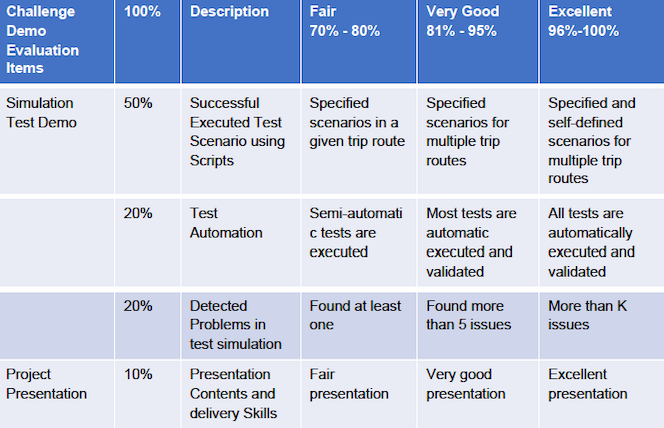 Challenge
Demo
Evaluation
Items
100%
Description
Fair
70% - 80%
Very Good
81% - 95%
Excellent
96%-100%
Simulation
Test Demo
50%
Successful
Executed Test
Scenario using
Scripts
Specified
scenarios in a
given trip route
Specified
scenarios for
multiple trip
routes
Specified and
self-defined
scenarios for
multiple trip
routes
20%
Test
Automation
Semi-automati
c tests are
executed
Most tests are
automatic
executed and
validated
All tests are
automatically
executed and
validated
20%
Detected
Problems in
test simulation
Found at least
one
Found more
than 5 issues
More than K
issues
Project
Presentation
10%
Presentation
Contents and
delivery Skills
Fair
presentation
Very good
presentation
Excellent
presentation